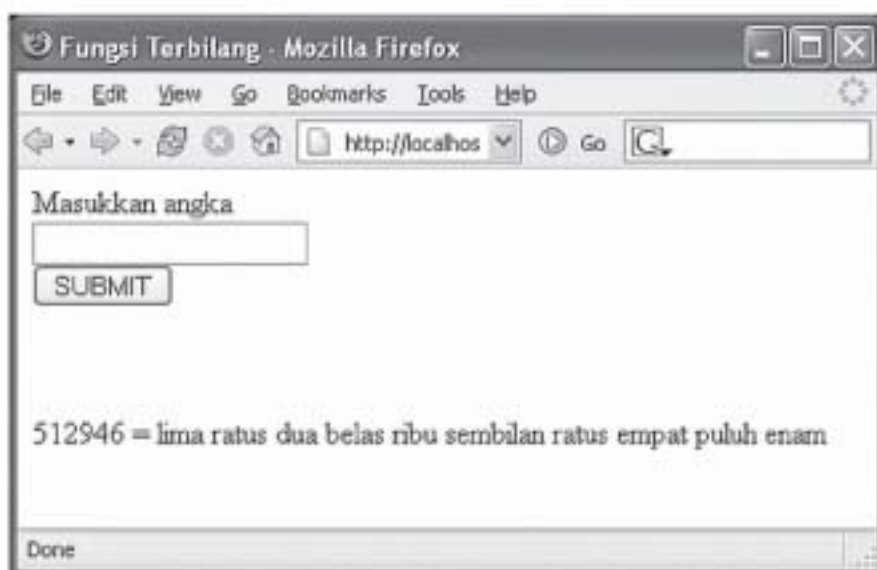 Fungsi Terbilang - Mozilla Firefox
File Edit View Go Bookmarks Tools Help
http://localhos Go G
Masukkan angka
SUBMIT
512946 = lima ratus dua belas ribu sembilan ratus empat puluh enam
Done